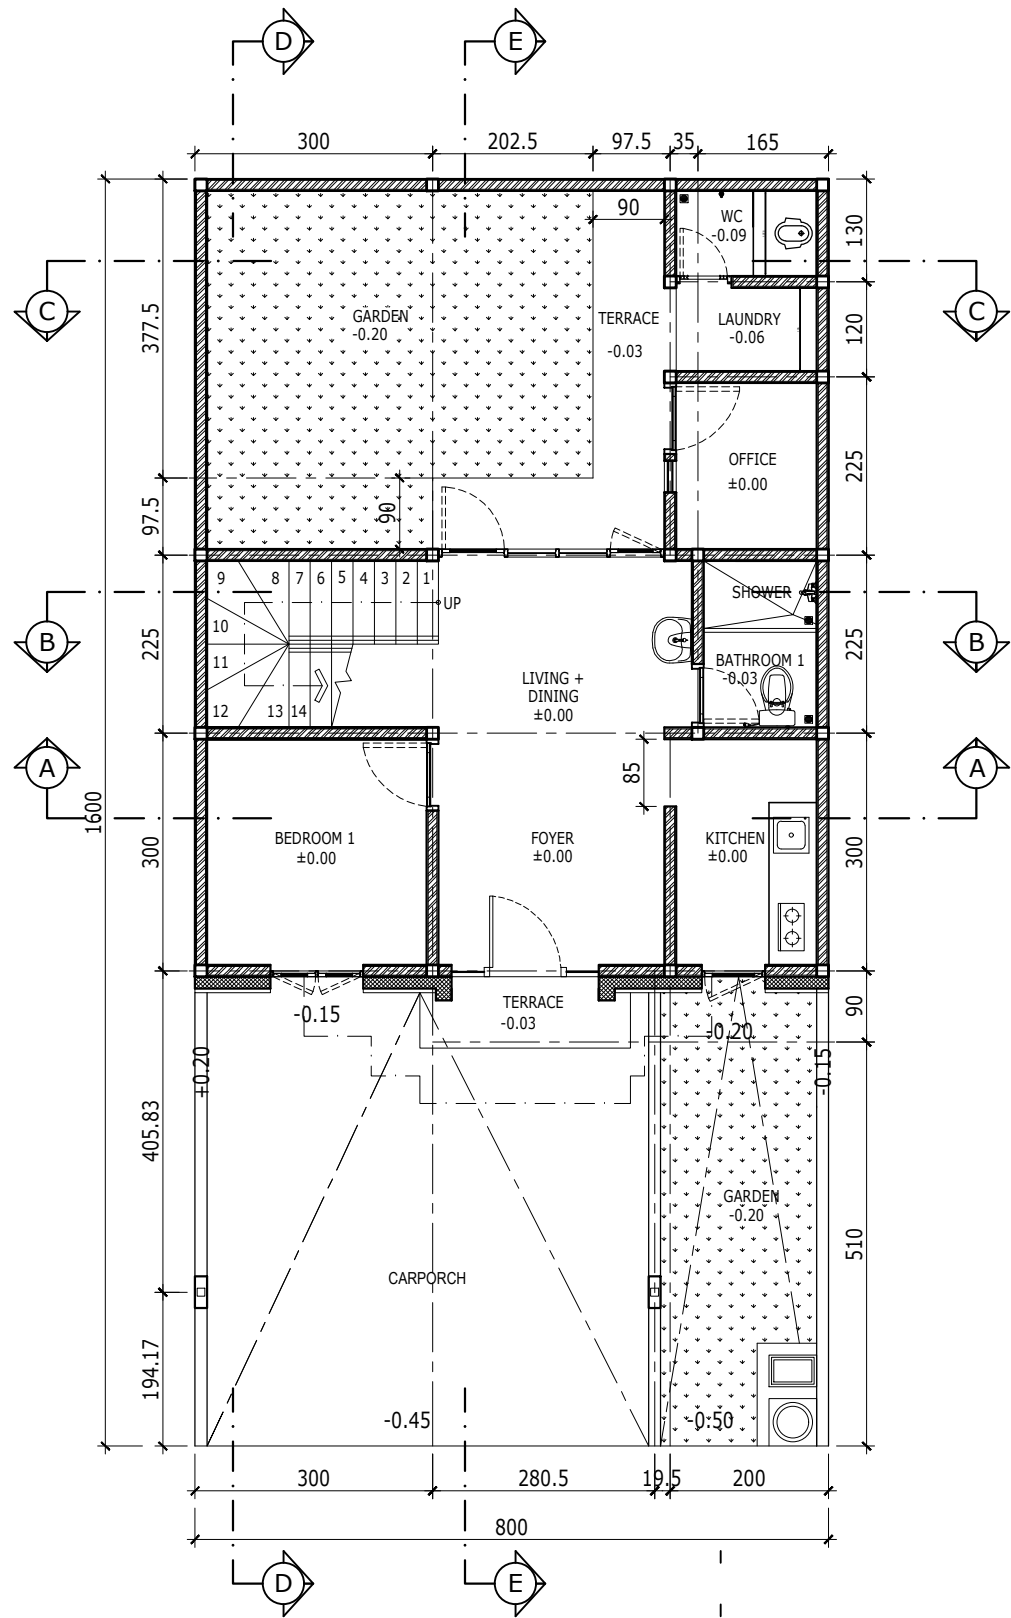 D
E
300
202.5
97.5
35
165
90
WC
-0.09
130
C
C
377.5
GARDEN
-0.20
TERRACE
-0.03
LAUNDRY
-0.06
120
OFFICE
±0.00
225
97.5
90
9
8
7
6
5
4
3
2
1
UP
10
11
12
13
14
B
B
225
SHOWER
BATHROOM 1
-0.03
225
LIVING +
DINING
±0.00
A
A
85
1600
300
BEDROOM 1
±0.00
FOYER
±0.00
KITCHEN
±0.00
300
TERRACE
-0.03
-0.15
-0.20
90
+0.20
-0.15
405.83
GARDEN
-0.20
510
CARPORCH
194.17
-0.45
-0.50
300
280.5
19.5
200
800
D
E